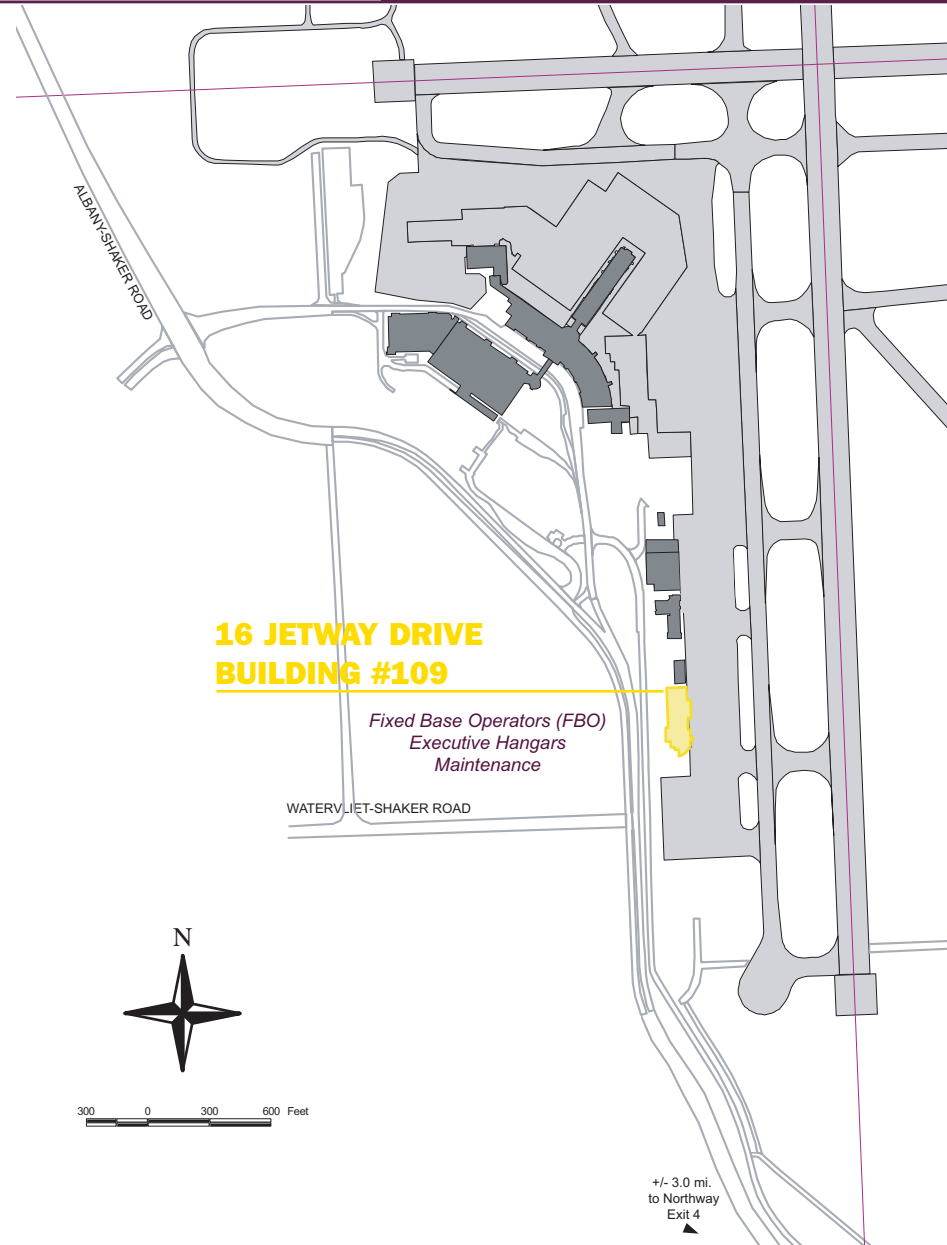 ALBANY-SHAKER ROAD
16 JETWAY DRIVE
BUILDING #109
Fixed Base Operators (FBO)
Executive Hangars
Maintenance
WATERVLIET-SHAKER ROAD
N
300 0 300 600 Feet
+/- 3.0 mi.
to Northway
Exit 4